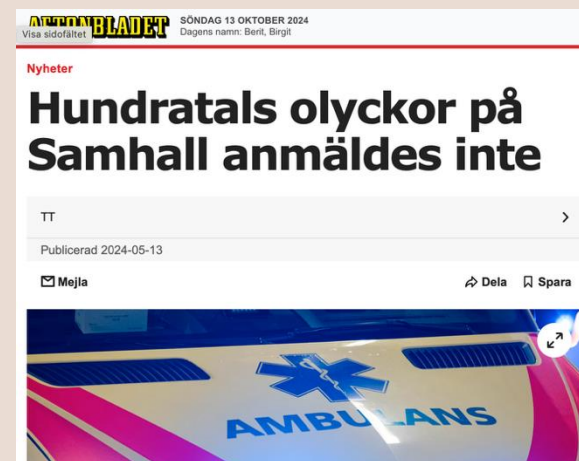 AFTONBLADET
Visa sidofältet
SÖNDAG 13 OKTOBER 2024
Dagens namn: Berit, Birgit
Nyheter
Hundratals olyckor på
Samhall anmäldes inte
TT
Publicerad 2024-05-13
Mejla
Dela
Spara
AMBULANS